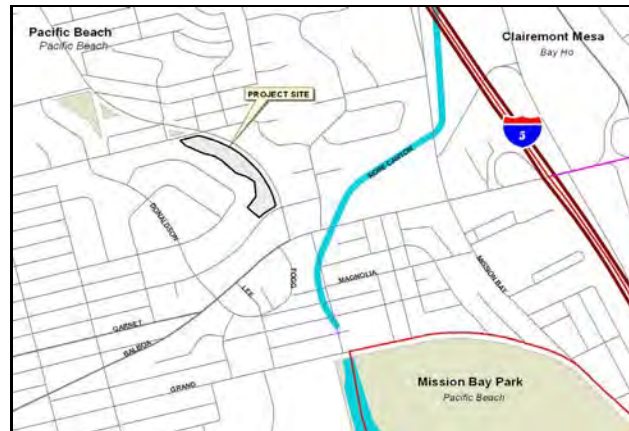 Pacific Beach
Pacific Beach
Clairemont Mesa
Bay Ho
PROJECT SITE
5
ROSE CANYON
DONALDSON
MISSION BAY
FOGG
MAGNOLIA
LEE
GARNET
BALBOA
GRAND
Mission Bay Park
Pacific Beach